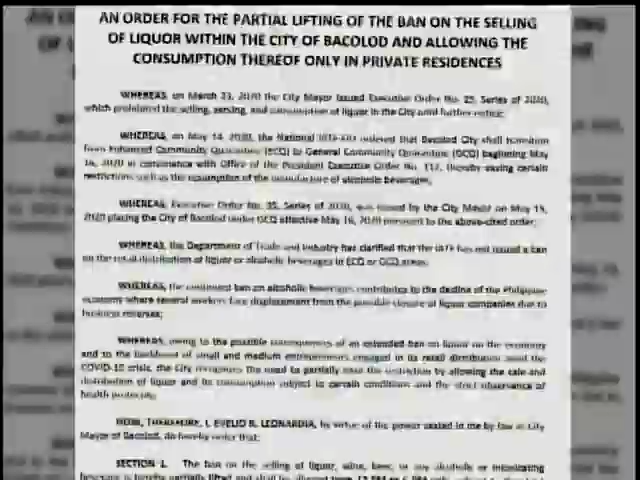 AN ORDER FOR THE PARTIAL LIFTING OF THE BAN ON THE SELLING
OF LIQUOR WITHIN THE CITY OF BACOLOD AND ALLOWING THE
CONSUMPTION THEREOF ONLY IN PRIVATE RESIDENCES
WHEREAS, on March 23, 2020 the City Mayor issued Executive Order No. 25, Series of 2020,
which prohibited the selling, serving, and consumption of liquor in the City until further notice;
WHEREAS, on May 14, 2020, the National IATF ordered that Bacolod City shall transition
from Enhanced Community Quarantine (ECQ) to General Community Quarantine (GCQ) beginning May
16, 2020 in consonance with Office of the President Executive Order No. 112, thereby easing certain
restrictions such as the resumption of the manufacture of alcoholic beverages;
WHEREAS, Executive Order No. 35, Series of 2020, was issued by the City Mayor on May 15,
2020 placing the City of Bacolod under GCQ effective May 16, 2020 pursuant to the above-cited order;
WHEREAS, the Department of Trade and Industry has clarified that the IATF has not issued a ban
on the retail distribution of liquor or alcoholic beverages in ECQ or GCQ areas;
WHEREAS, the continued ban on alcoholic beverages contributes to the decline of the Philippine
economy where several workers face displacement from the possible closure of liquor companies due to
business reverses;
WHEREAS, owing to the possible consequences of an extended ban on liquor on the economy
and to the livelihood of small and medium entrepreneurs engaged in its retail distribution amid the
COVID-19 crisis, the City recognizes the need to partially ease the restriction by allowing the sale and
distribution of liquor and its consumption subject to certain conditions and the strict observance of
health protocols;
NOW, THEREFORE, I, EVELIO R. LEONARDIA, by virtue of the power vested in me by law as City
Mayor of Bacolod, do hereby order that:
SECTION 1. The ban on the selling of liquor, wine, beer, or any alcoholic or intoxicating
beverage is hereby partially lifted and shall be allowed from